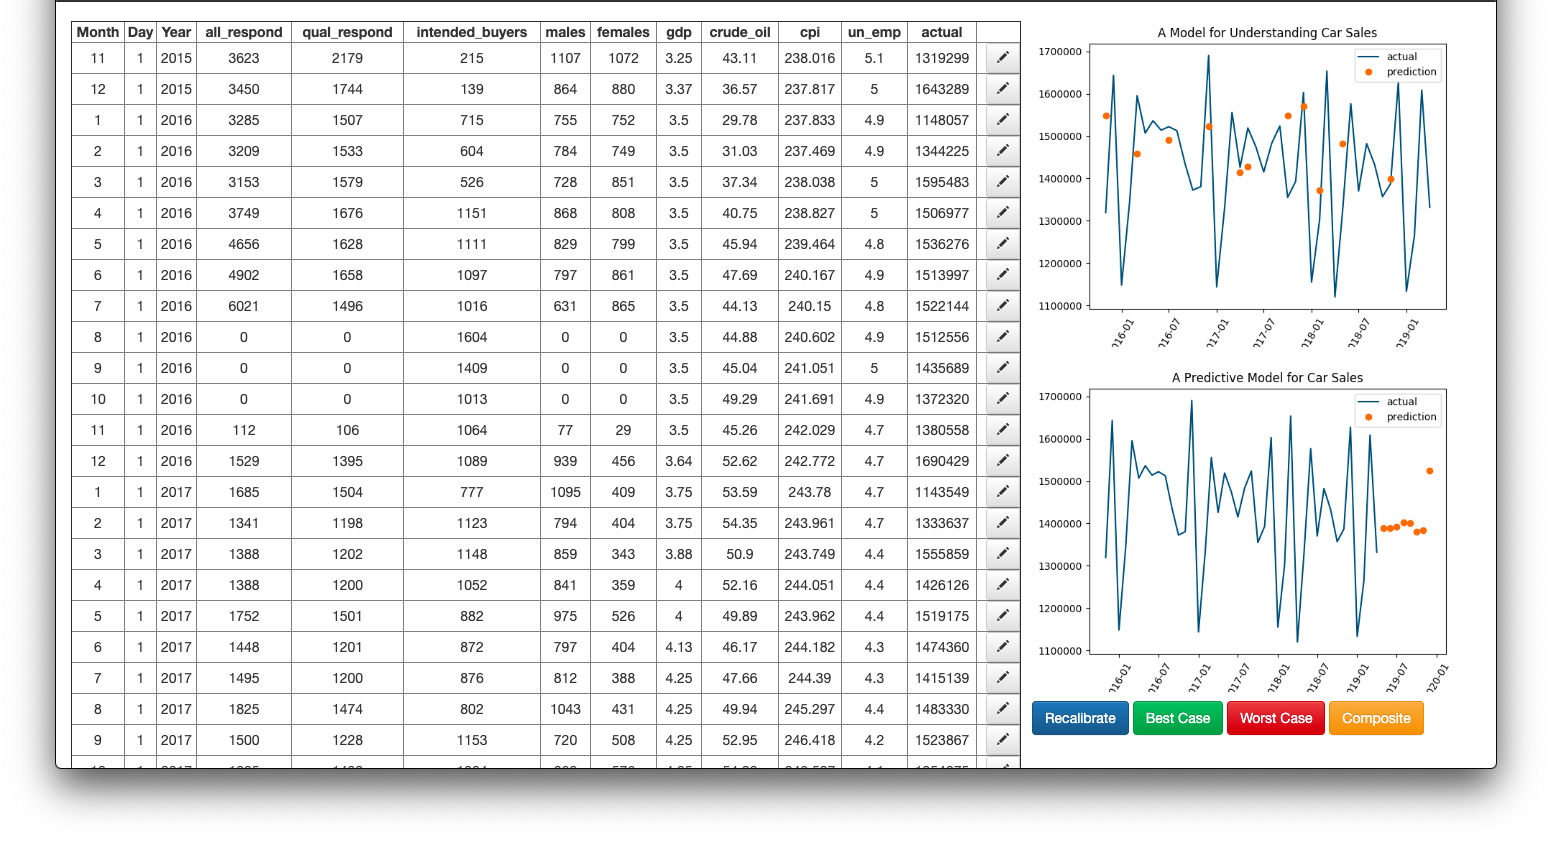 Month Day Year all_respond qual_respond intended_buyers males females gdp crude_oil cpi un_emp actual
11 1 2015 3623 2179 215 1107 1072 3.25 43.11 238.016 5.1 1319299
12 1 2015 3450 1744 139 864 880 3.37 36.57 237.817 5 1643289
1 1 2016 3285 1507 715 755 752 3.5 29.78 237.833 4.9 1148057
2 1 2016 3209 1533 604 784 749 3.5 31.03 237.469 4.9 1344225
3 1 2016 3153 1579 526 728 851 3.5 37.34 238.038 5 1595483
4 1 2016 3749 1676 1151 868 808 3.5 40.75 238.827 5 1506977
5 1 2016 4656 1628 1111 829 799 3.5 45.94 239.464 4.8 1536276
6 1 2016 4902 1658 1097 797 861 3.5 47.69 240.167 4.9 1513997
7 1 2016 6021 1496 1016 631 865 3.5 44.13 240.15 4.8 1522144
8 1 2016 0 0 1604 0 0 3.5 44.88 240.602 4.9 1512556
9 1 2016 0 0 1409 0 0 3.5 45.04 241.051 5 1435689
10 1 2016 0 0 1013 0 0 3.5 49.29 241.691 4.9 1372320
11 1 2016 112 106 1064 77 29 3.5 45.26 242.029 4.7 1380558
12 1 2016 1529 1395 1089 939 456 3.64 52.62 242.772 4.7 1690429
1 1 2017 1685 1504 777 1095 409 3.75 53.59 243.78 4.7 1143549
2 1 2017 1341 1198 1123 794 404 3.75 54.35 243.961 4.7 1333637
3 1 2017 1388 1202 1148 859 343 3.88 50.9 243.749 4.4 1555859
4 1 2017 1388 1200 1052 841 359 4 52.16 244.051 4.4 1426126
5 1 2017 1752 1501 882 975 526 4 49.89 243.962 4.4 1519175
6 1 2017 1448 1201 872 797 404 4.13 46.17 244.182 4.3 1474360
7 1 2017 1495 1200 876 812 388 4.25 47.66 244.39 4.3 1415139
8 1 2017 1825 1474 802 1043 431 4.25 49.94 245.297 4.4 1483330
9 1 2017 1500 1228 1153 720 508 4.25 52.95 246.418 4.2 1523867
A Model for Understanding Car Sales
actual
prediction
1700000
1600000
1500000
1400000
1300000
1200000
1100000
016-01 016-07 017-01 017-07 018-01 018-07 019-01
A Predictive Model for Car Sales
actual
prediction
1700000
1600000
1500000
1400000
1300000
1200000
1100000
016-01 016-07 017-01 017-07 018-01 018-07 019-01 019-07 020-01
Recalibrate Best Case Worst Case Composite